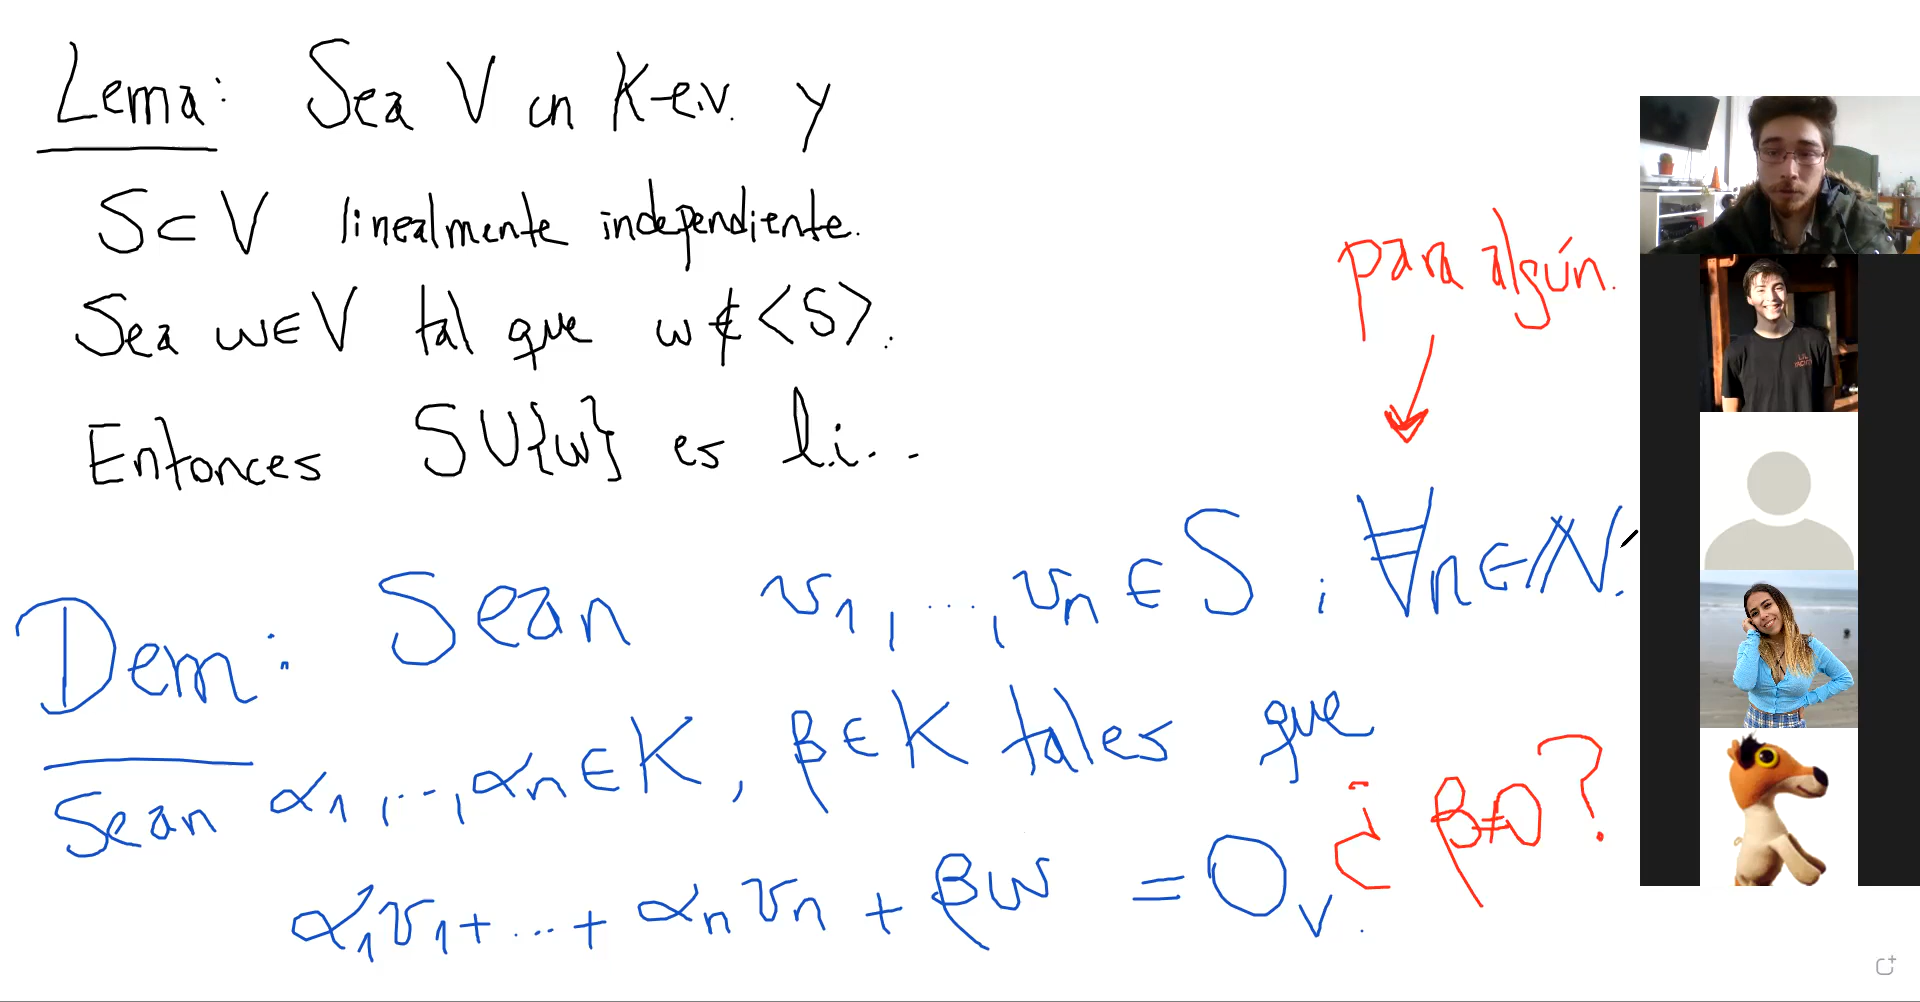 Lema: Sea V un K-e.v. y
S⊂V linealmente independiente.
Sea w∈V tal que w∉<S>.
Entonces S∪{w} es l.i..
para algún.
Dem: Sean v₁,...,vₙ∈S ; ∀n∈ℕ.
Sean α₁,...,αₙ∈K, β∈K tales que
¿β≠0?
α₁v₁+...+αₙvₙ+βw = 0ᵥ.